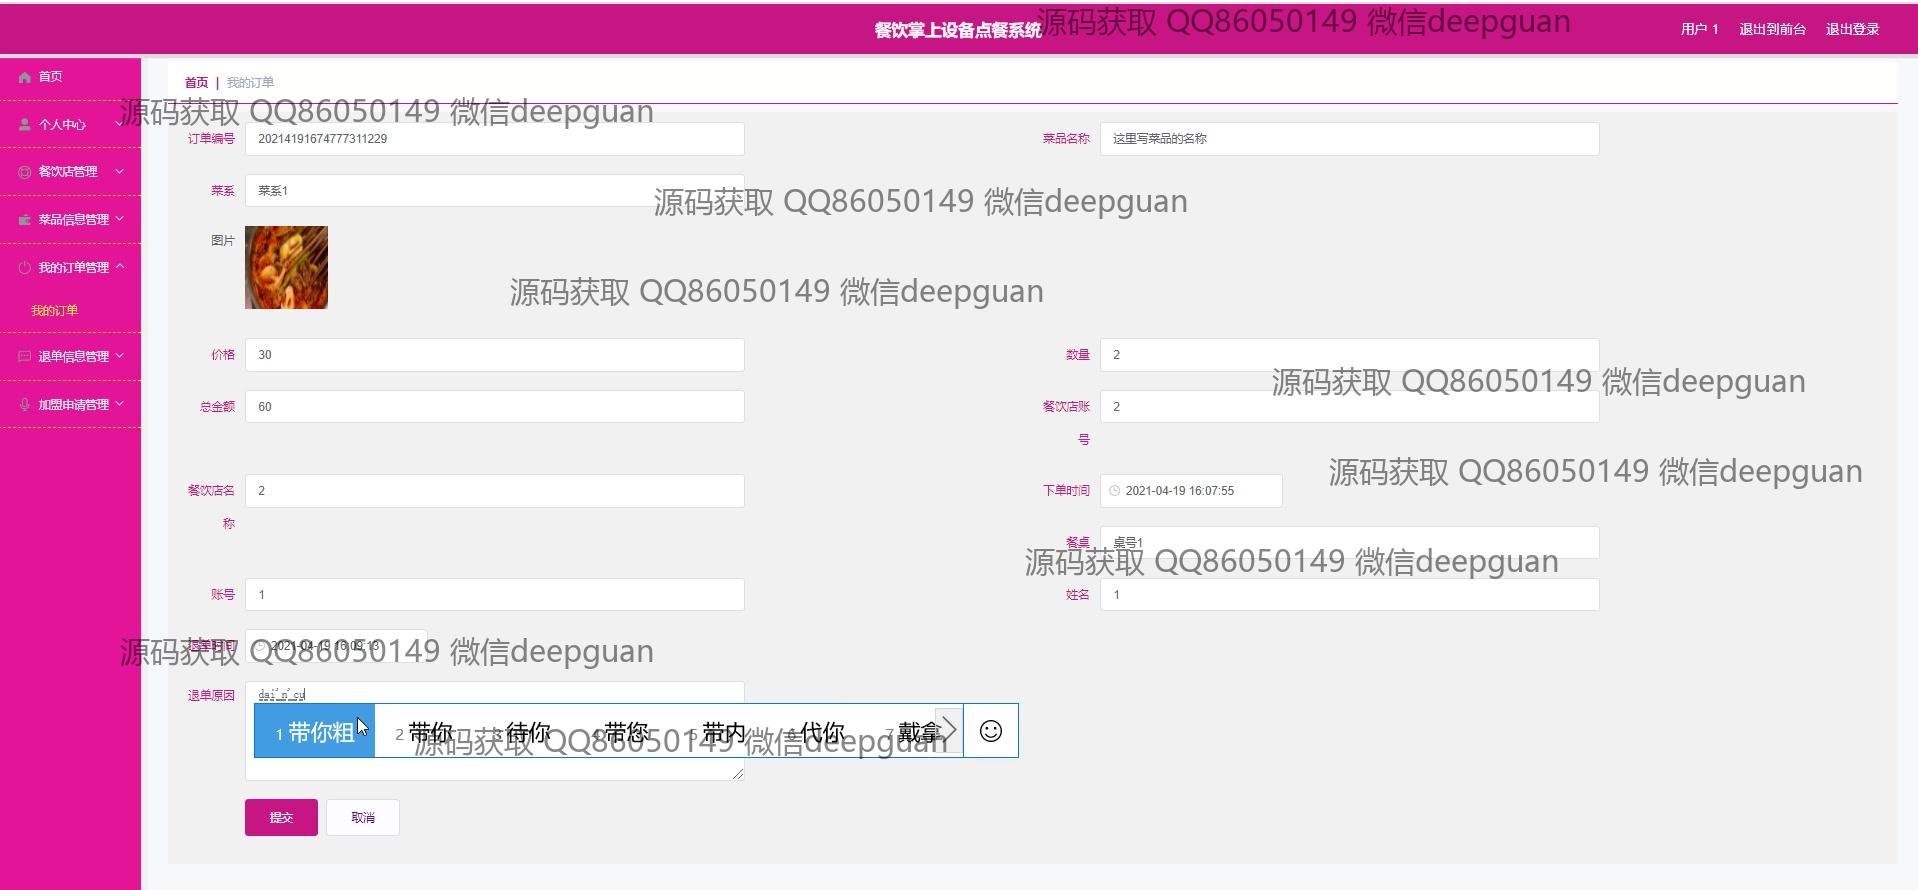 餐饮掌上设备点餐系统
源码获取 QQ86050149 微信deepguan
用户 1 退出到前台 退出登录
首页
首页 | 我的订单
源码获取 QQ86050149 微信deepguan
个人中心
订单编号 20214191674777311229
菜品名称 这里写菜品的名称
餐饮店管理
菜系 菜系1
源码获取 QQ86050149 微信deepguan
菜品信息管理
图片
我的订单管理
源码获取 QQ86050149 微信deepguan
我的订单
退单信息管理
价格 30
数量 2
源码获取 QQ86050149 微信deepguan
加盟申请管理
总金额 60
餐饮店账号 2
源码获取 QQ86050149 微信deepguan
餐饮店名称 2
下单时间 2021-04-19 16:07:55
餐桌 桌号1
源码获取 QQ86050149 微信deepguan
账号 1
姓名 1
退单时间 2021-04-19 16:09:13
源码获取 QQ86050149 微信deepguan
退单原因 dai'n'cu
1 带你粗 2 带你 3 待你 4 带您 5 带内 6 代你 7 戴拿
源码获取 QQ86050149 微信deepguan
提交 取消